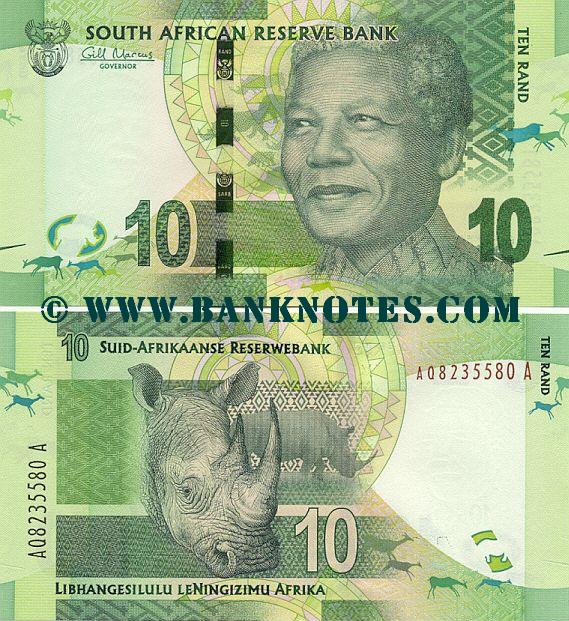 SOUTH AFRICAN RESERVE BANK
Gill Marcus
GOVERNOR
RAND
SARB
TEN RAND
10
10
© WWW.BANKNOTES.COM
10 SUID-AFRIKAANSE RESERWEBANK
AQ8235580 A
TEN RAND
AQ8235580 A
10
LIBHANGESILULU LENINGIZIMU AFRIKA